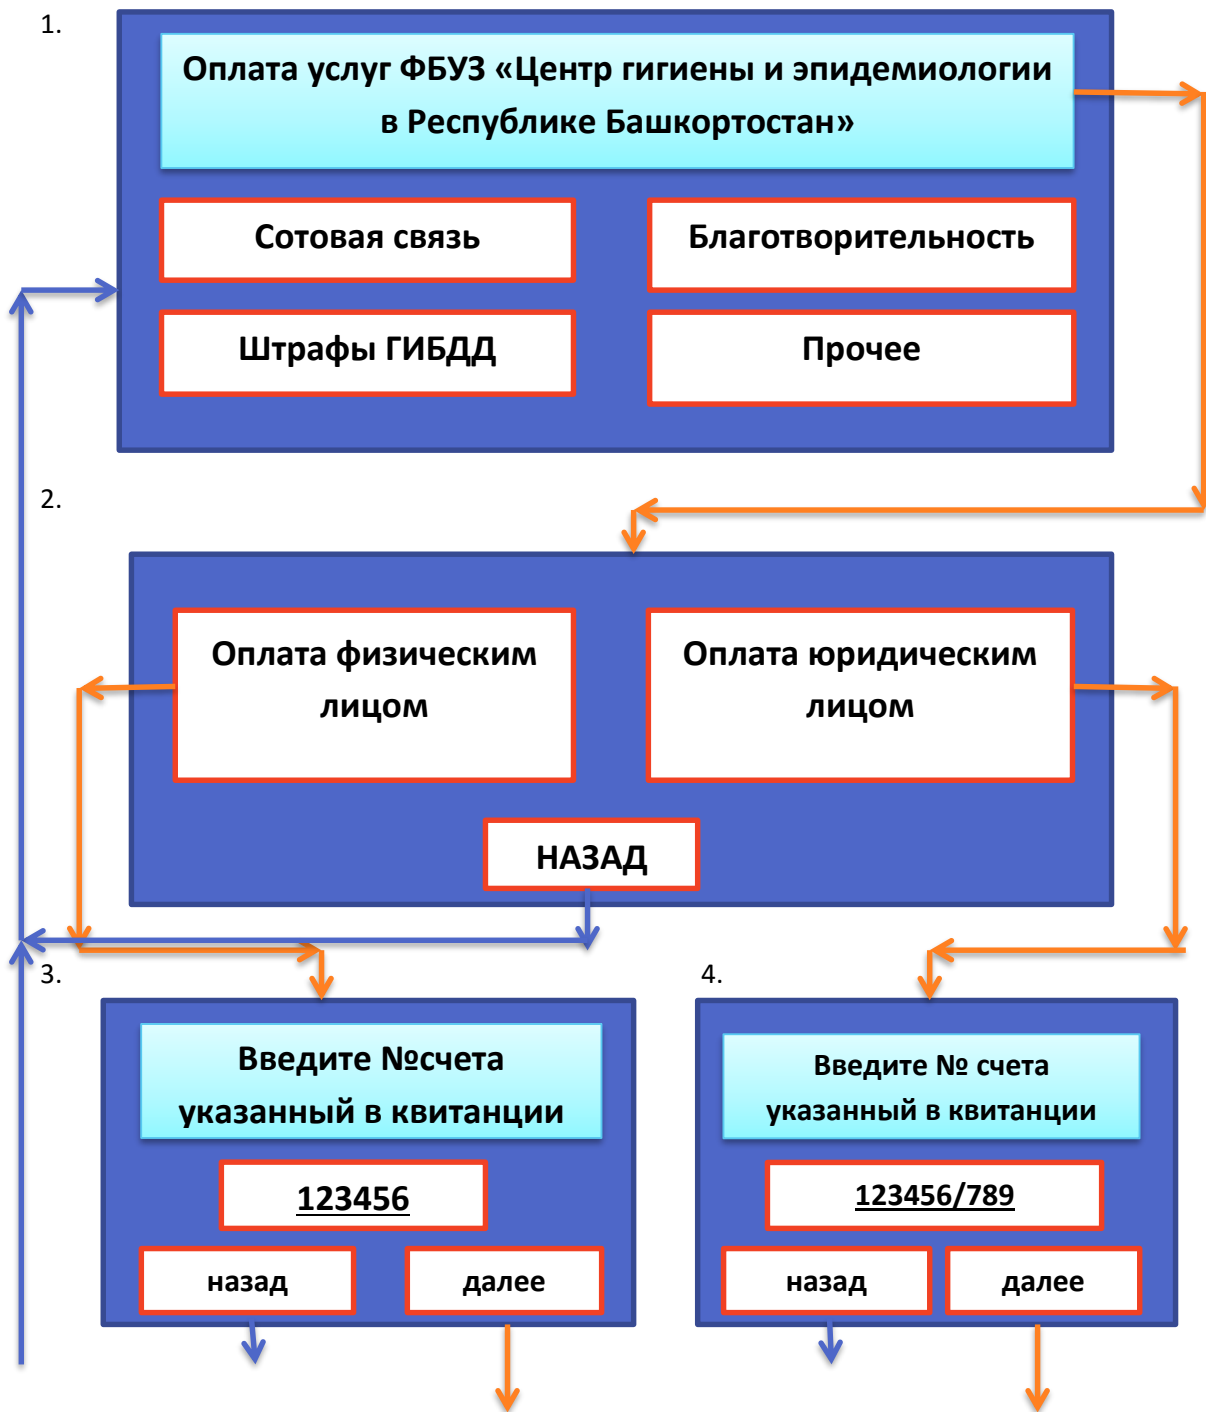 1.
Оплата услуг ФБУЗ «Центр гигиены и эпидемиологии
в Республике Башкортостан»
Сотовая связь
Благотворительность
Штрафы ГИБДД
Прочее
2.
Оплата физическим
лицом
Оплата юридическим
лицом
НАЗАД
3.
Введите №счета
указанный в квитанции
123456
назад
далее
4.
Введите № счета
указанный в квитанции
123456/789
назад
далее